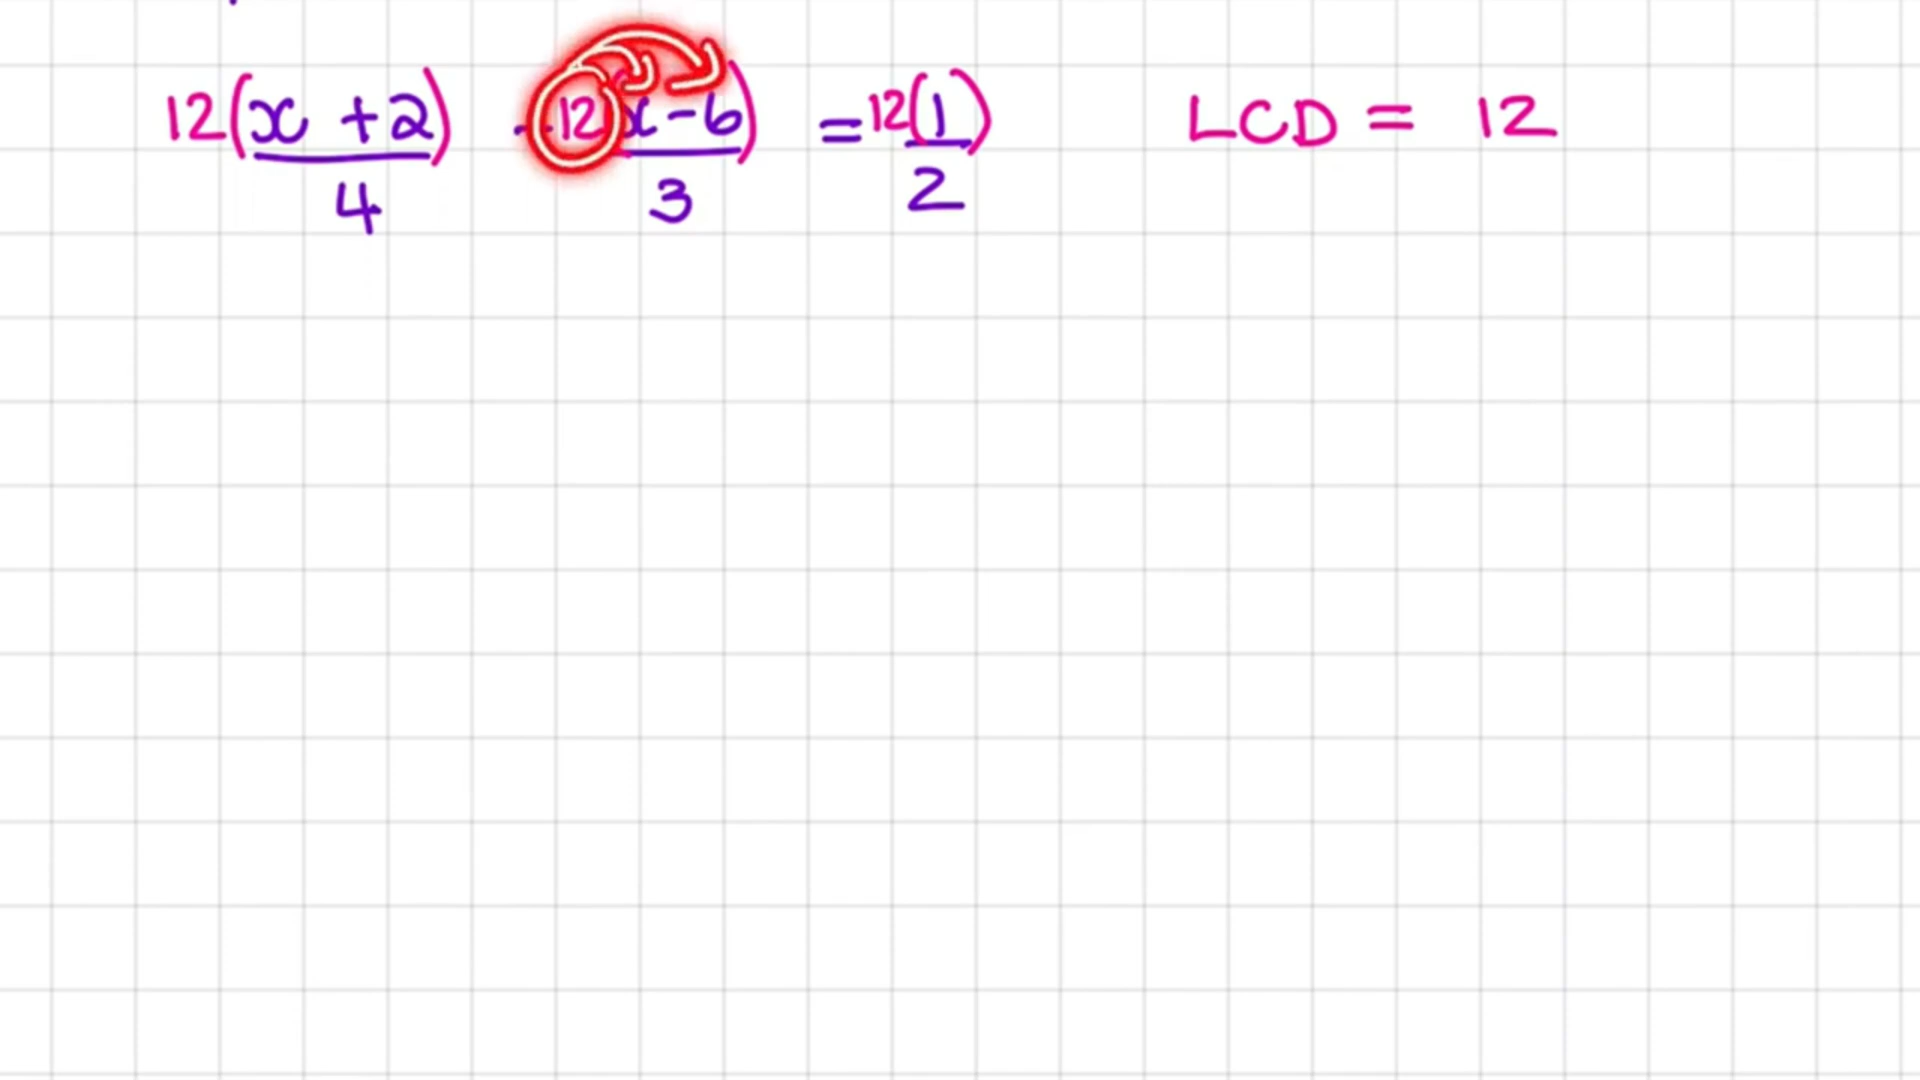 12(x + 2) - 12(x - 6) = 12(1) LCD = 12
4 3 2